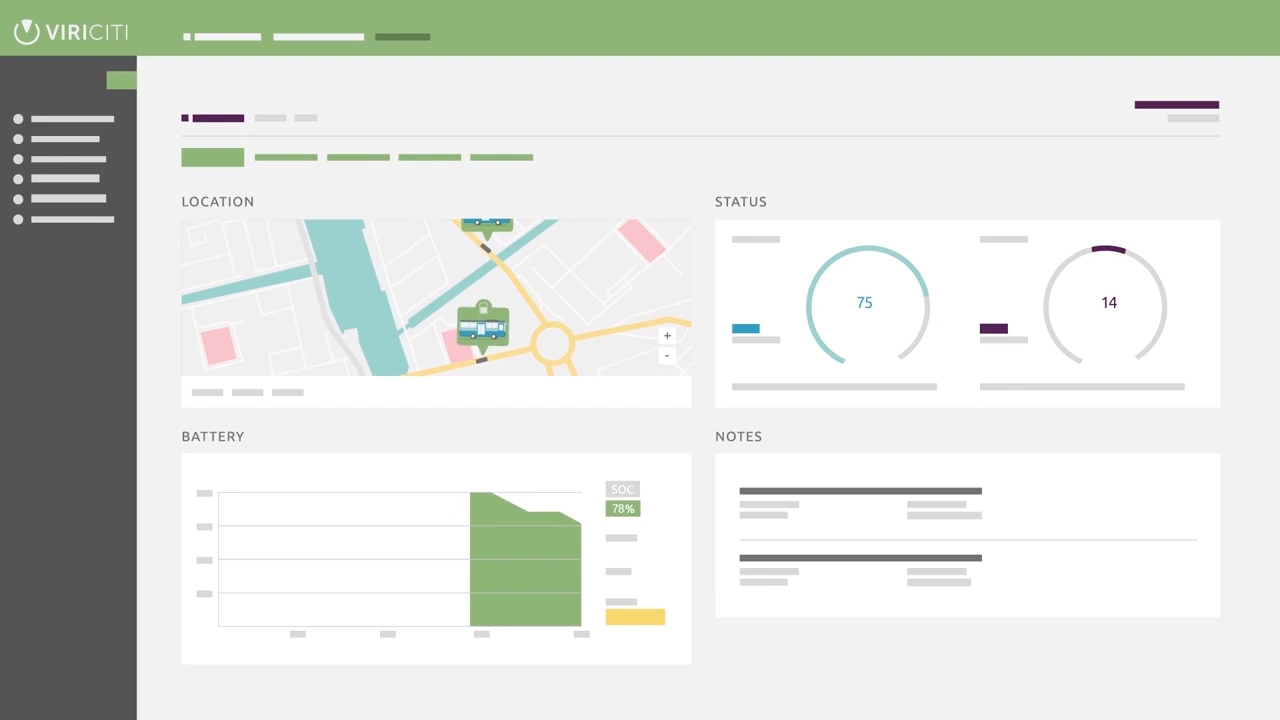 VIRICITI
LOCATION
STATUS
+
-
75
14
BATTERY
NOTES
SOC
78%